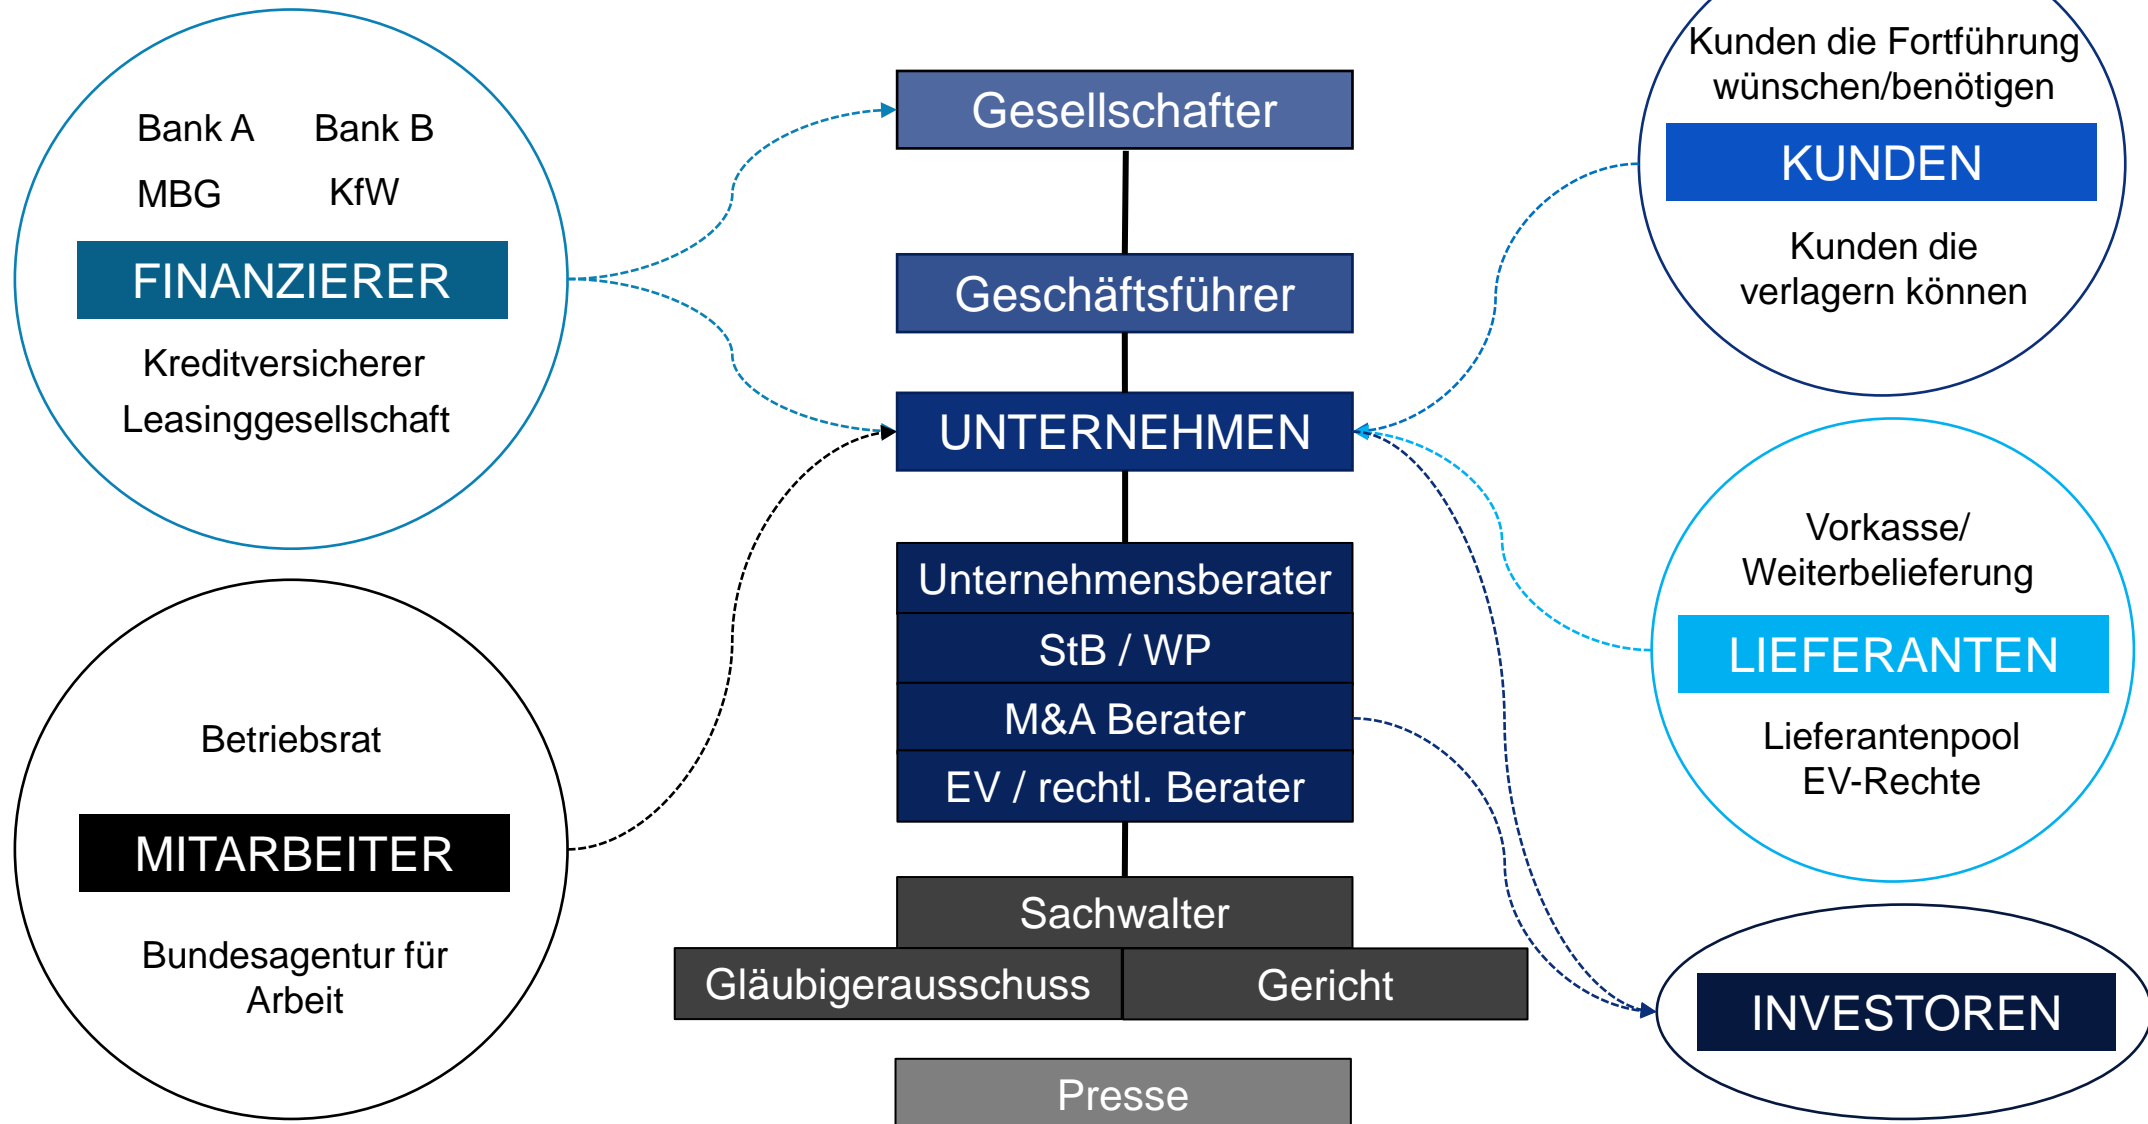 Bank A
Bank B
MBG
KfW
FINANZIERER
Kreditversicherer
Leasinggesellschaft
Betriebsrat
MITARBEITER
Bundesagentur für
Arbeit
Gesellschafter
Geschäftsführer
UNTERNEHMEN
Unternehmensberater
StB / WP
M&A Berater
EV / rechtl. Berater
Sachwalter
Gläubigerausschuss
Gericht
Presse
Kunden die Fortführung
wünschen/benötigen
KUNDEN
Kunden die
verlagern können
Vorkasse/
Weiterbelieferung
LIEFERANTEN
Lieferantenpool
EV-Rechte
INVESTOREN